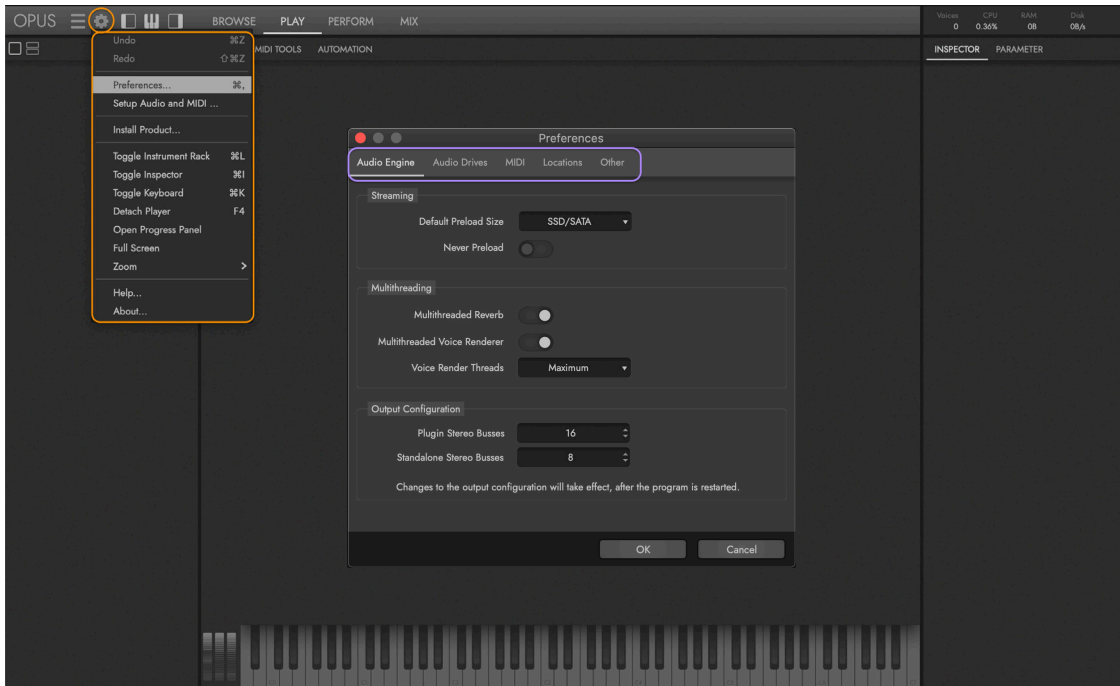 OPUS BROWSE PLAY PERFORM MIX
Voices CPU RAM Disk
0 0.36% 0B 0B/s
MIDI TOOLS AUTOMATION
INSPECTOR PARAMETER
Undo ⌘Z
Redo ⇧⌘Z
Preferences... ⌘,
Setup Audio and MIDI ...
Install Product...
Toggle Instrument Rack ⌘L
Toggle Inspector ⌘I
Toggle Keyboard ⌘K
Detach Player F4
Open Progress Panel
Full Screen
Zoom
Help...
About...
Preferences
Audio Engine Audio Drives MIDI Locations Other
Streaming
Default Preload Size SSD/SATA
Never Preload
Multithreading
Multithreaded Reverb
Multithreaded Voice Renderer
Voice Render Threads Maximum
Output Configuration
Plugin Stereo Busses 16
Standalone Stereo Busses 8
Changes to the output configuration will take effect, after the program is restarted.
OK Cancel